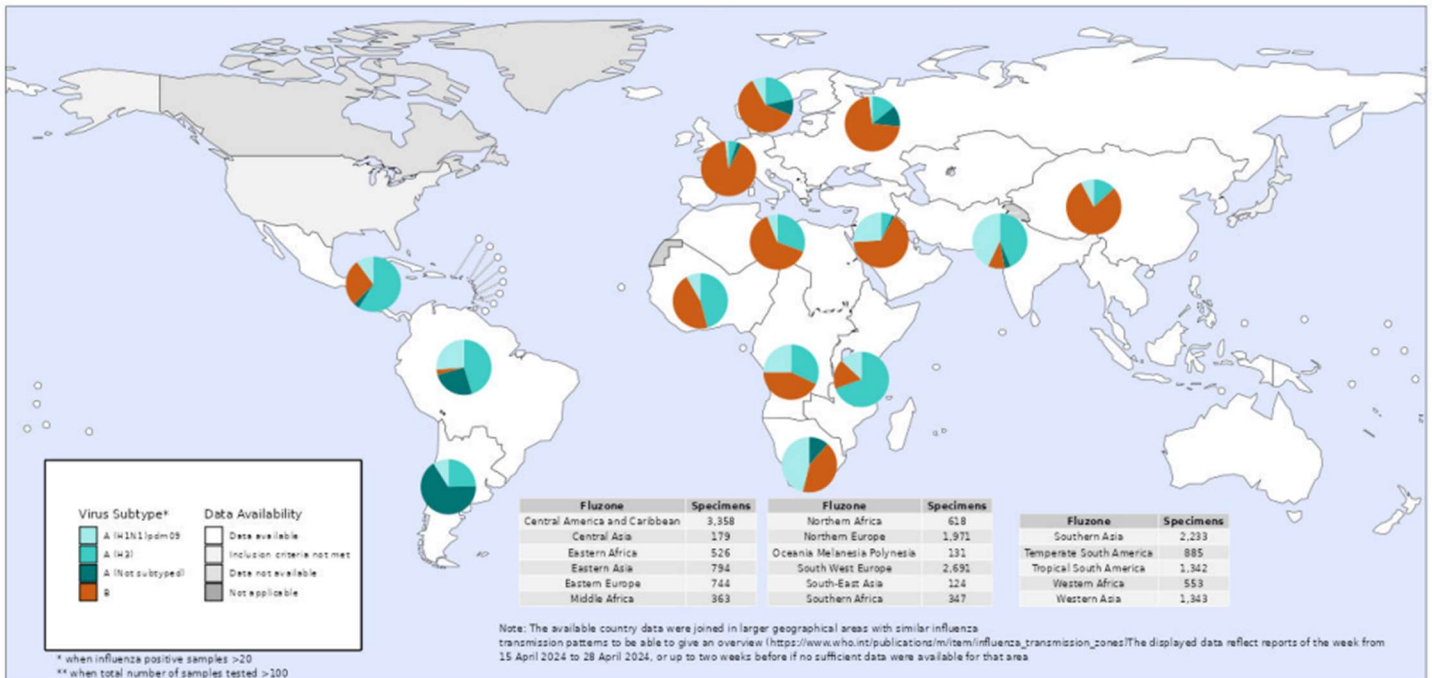 Virus Subtype*
A (H1N1)pdm09
A (H3)
A (Not subtyped)
B
Data Availability
Data available
Inclusion criteria not met
Data not available
Not applicable
* when influenza positive samples >20
** when total number of samples tested >100
Fluzone Specimens
Central America and Caribbean 3,358
Central Asia 179
Eastern Africa 526
Eastern Asia 794
Eastern Europe 744
Middle Africa 363
Fluzone Specimens
Northern Africa 618
Northern Europe 1,971
Oceania Melanesia Polynesia 131
South West Europe 2,691
South-East Asia 124
Southern Africa 347
Fluzone Specimens
Southern Asia 2,233
Temperate South America 885
Tropical South America 1,342
Western Africa 553
Western Asia 1,343
Note: The available country data were joined in larger geographical areas with similar influenza
transmission patterns to be able to give an overview (https://www.who.int/publications/m/item/influenza_transmission_zones)The displayed data reflect reports of the week from
15 April 2024 to 28 April 2024, or up to two weeks before if no sufficient data were available for that area